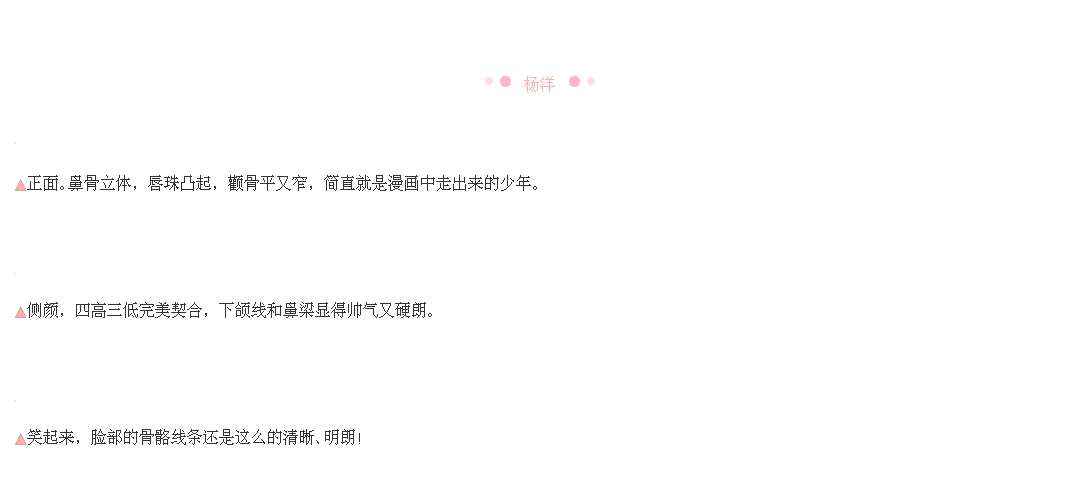 杨洋
▲正面。鼻骨立体，唇珠凸起，颧骨平又窄，简直就是漫画中走出来的少年。
▲侧颜，四高三低完美契合，下颌线和鼻梁显得帅气又硬朗。
▲笑起来，脸部的骨骼线条还是这么的清晰、明朗！